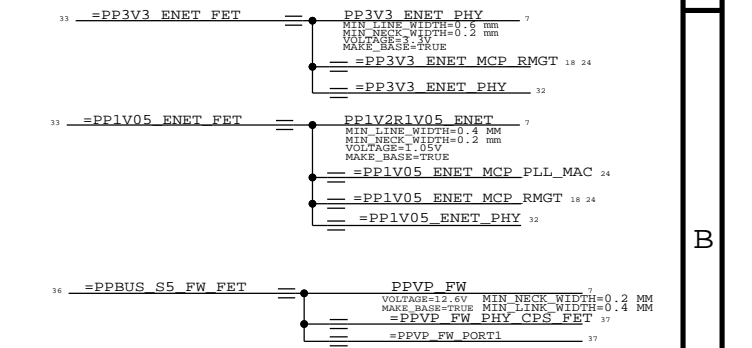 33 =PP3V3_ENET_FET PP3V3_ENET_PHY 7
MIN_LINE_WIDTH=0.6 mm
MIN_NECK_WIDTH=0.2 mm
VOLTAGE=3.3V
MAKE_BASE=TRUE
=PP3V3_ENET_MCP_RMGT 18 24
=PP3V3_ENET_PHY 32
33 =PP1V05_ENET_FET PP1V2R1V05_ENET 7
MIN_LINE_WIDTH=0.4 MM
MIN_NECK_WIDTH=0.2 mm
VOLTAGE=1.05V
MAKE_BASE=TRUE
=PP1V05_ENET_MCP_PLL_MAC 24
=PP1V05_ENET_MCP_RMGT 18 24
=PP1V05_ENET_PHY 32
B
36 =PPBUS_S5_FW_FET PPVP_FW 7
VOLTAGE=12.6V MIN_NECK_WIDTH=0.2 MM
MAKE_BASE=TRUE MIN_LINK_WIDTH=0.4 MM
=PPVP_FW_PHY_CPS_FET 37
=PPVP_FW_PORT1 37